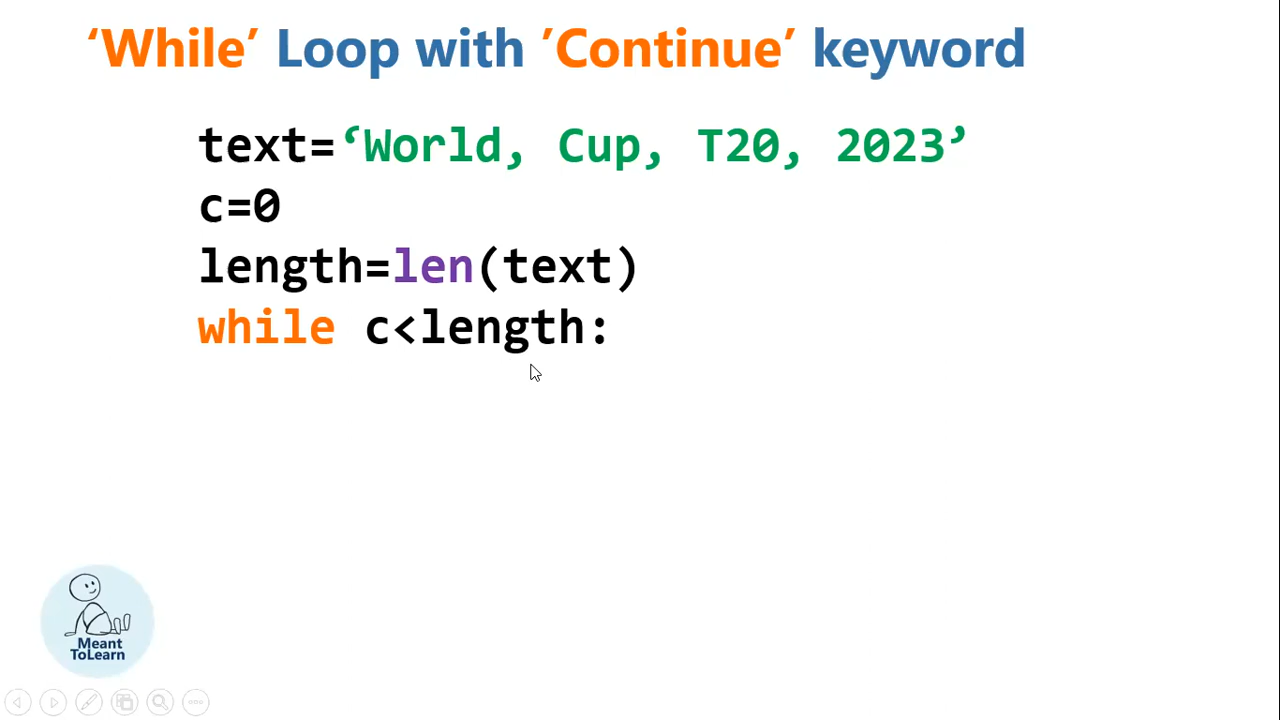 ‘While’ Loop with ’Continue’ keyword
text=‘World, Cup, T20, 2023’
c=0
length=len(text)
while c<length:
Meant
ToLearn